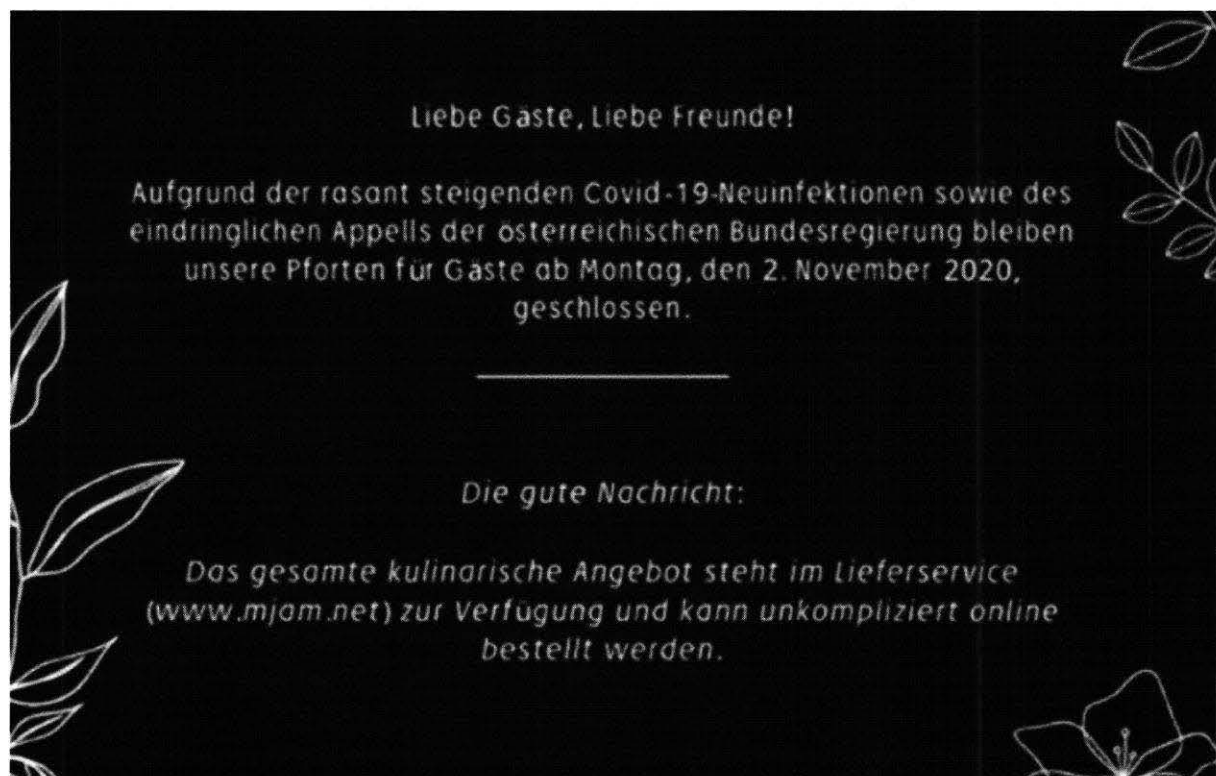 Liebe Gäste, Liebe Freunde!
Aufgrund der rasant steigenden Covid-19-Neuinfektionen sowie des
eindringlichen Appells der österreichischen Bundesregierung bleiben
unsere Pforten für Gäste ab Montag, den 2. November 2020,
geschlossen.
Die gute Nachricht:
Das gesamte kulinarische Angebot steht im Lieferservice
(www.mjam.net) zur Verfügung und kann unkompliziert online
bestellt werden.